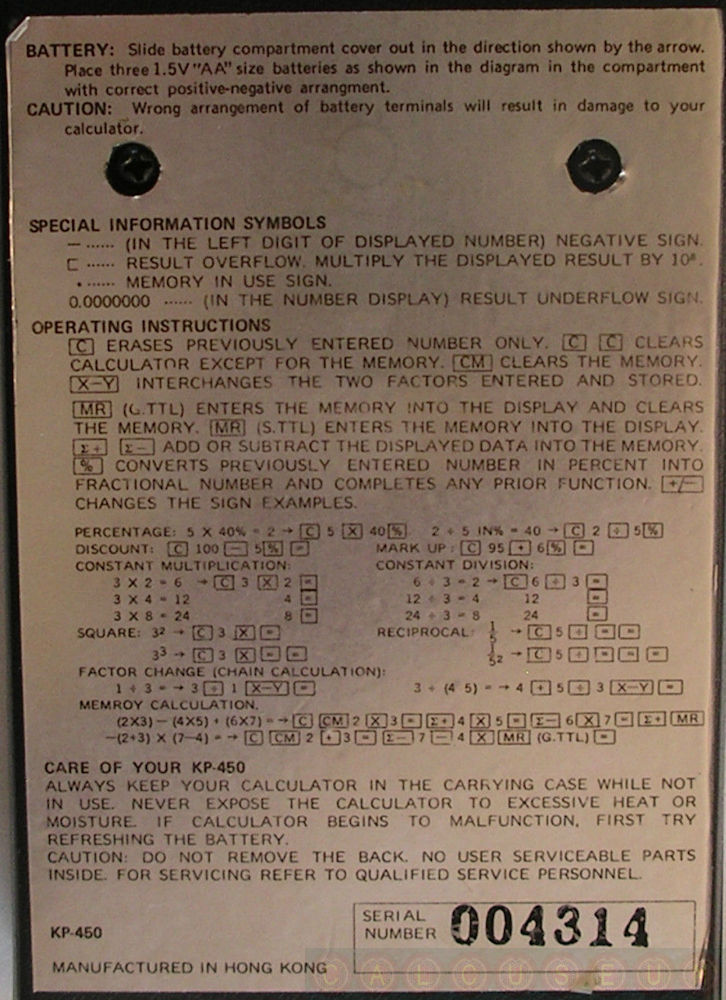 BATTERY: Slide battery compartment cover out in the direction shown by the arrow.
Place three 1.5V "AA" size batteries as shown in the diagram in the compartment
with correct positive-negative arrangment.
CAUTION: Wrong arrangement of battery terminals will result in damage to your
calculator.
SPECIAL INFORMATION SYMBOLS
— ...... (IN THE LEFT DIGIT OF DISPLAYED NUMBER) NEGATIVE SIGN.
⊏ ...... RESULT OVERFLOW. MULTIPLY THE DISPLAYED RESULT BY 10⁸.
• ...... MEMORY IN USE SIGN.
0.0000000 ...... (IN THE NUMBER DISPLAY) RESULT UNDERFLOW SIGN.
OPERATING INSTRUCTIONS
[C] ERASES PREVIOUSLY ENTERED NUMBER ONLY. [C] [C] CLEARS
CALCULATOR EXCEPT FOR THE MEMORY. [CM] CLEARS THE MEMORY.
[X–Y] INTERCHANGES THE TWO FACTORS ENTERED AND STORED.
[MR] (G.TTL) ENTERS THE MEMORY INTO THE DISPLAY AND CLEARS
THE MEMORY. [MR] (S.TTL) ENTERS THE MEMORY INTO THE DISPLAY.
[Σ+] [Σ−] ADD OR SUBTRACT THE DISPLAYED DATA INTO THE MEMORY.
[%] CONVERTS PREVIOUSLY ENTERED NUMBER IN PERCENT INTO
FRACTIONAL NUMBER AND COMPLETES ANY PRIOR FUNCTION. [+/−]
CHANGES THE SIGN EXAMPLES.
PERCENTAGE: 5 X 40% = 2 → [C] 5 [X] 40 [%] 2 ÷ 5 IN% = 40 → [C] 2 [÷] 5 [%]
DISCOUNT: [C] 100 [−] 5 [%] [=] MARK UP : [C] 95 [+] 6 [%] [=]
CONSTANT MULTIPLICATION: CONSTANT DIVISION:
3 X 2 = 6 → [C] 3 [X] 2 [=] 6 ÷ 3 = 2 → [C] 6 [÷] 3 [=]
3 X 4 = 12 4 [=] 12 ÷ 3 = 4 12 [=]
3 X 8 = 24 8 [=] 24 ÷ 3 = 8 24 [=]
SQUARE: 3² → [C] 3 [X] [=] RECIPROCAL: 1/5 → [C] 5 [÷] [=] [=]
3³ → [C] 3 [X] [=] [=] 1/5² → [C] 5 [÷] [=] [=] [=]
FACTOR CHANGE (CHAIN CALCULATION):
1 ÷ 3 = → 3 [÷] 1 [X–Y] [=] 3 ÷ (4 5) = → 4 [+] 5 [÷] 3 [X–Y] [=]
MEMROY CALCULATION.
(2X3) − (4X5) + (6X7) = → [C] [CM] 2 [X] 3 [=] [Σ+] 4 [X] 5 [=] [Σ−] 6 [X] 7 [=] [Σ+] [MR]
−(2+3) X (7−4) = → [C] [CM] 2 [+] 3 [=] [Σ−] 7 [−] 4 [X] [MR] (G.TTL) [=]
CARE OF YOUR KP-450
ALWAYS KEEP YOUR CALCULATOR IN THE CARRYING CASE WHILE NOT
IN USE. NEVER EXPOSE THE CALCULATOR TO EXCESSIVE HEAT OR
MOISTURE. IF CALCULATOR BEGINS TO MALFUNCTION, FIRST TRY
REFRESHING THE BATTERY.
CAUTION: DO NOT REMOVE THE BACK. NO USER SERVICEABLE PARTS
INSIDE. FOR SERVICING REFER TO QUALIFIED SERVICE PERSONNEL.
KP-450
SERIAL
NUMBER 004314
MANUFACTURED IN HONG KONG
CALCUSEUM